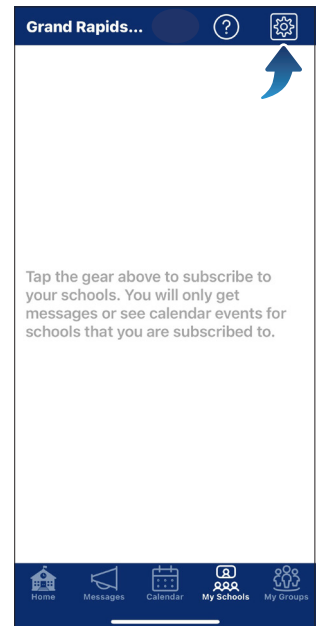 Grand Rapids... ?
Tap the gear above to subscribe to
your schools. You will only get
messages or see calendar events for
schools that you are subscribed to.
Home Messages Calendar My Schools My Groups